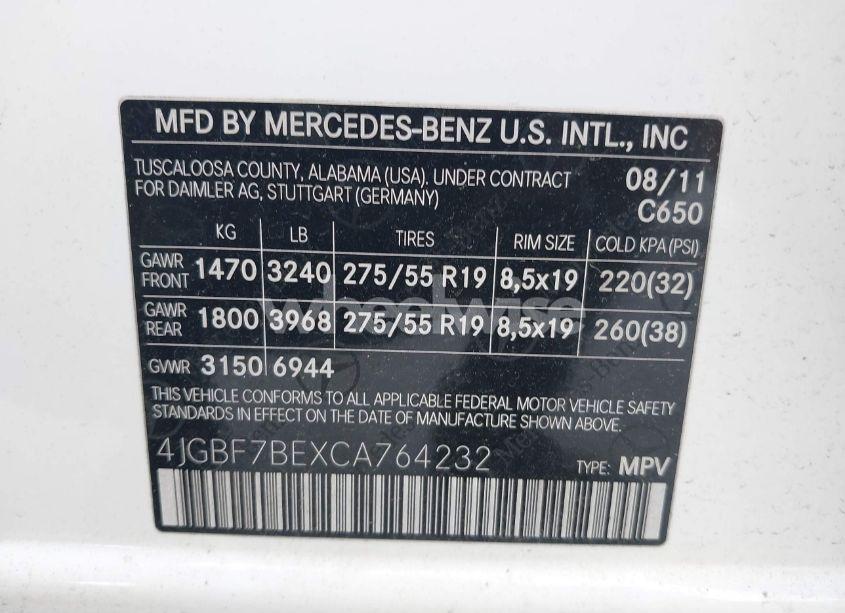 MFD BY MERCEDES-BENZ U.S. INTL., INC
TUSCALOOSA COUNTY, ALABAMA (USA). UNDER CONTRACT
FOR DAIMLER AG, STUTTGART (GERMANY)
08/11
C650
KG LB TIRES RIM SIZE COLD KPA(PSI)
GAWR FRONT 1470 3240 275/55 R19 8,5x19 220(32)
GAWR REAR 1800 3968 275/55 R19 8,5x19 260(38)
GVWR 3150 6944
THIS VEHICLE CONFORMS TO ALL APPLICABLE FEDERAL MOTOR VEHICLE SAFETY
STANDARDS IN EFFECT ON THE DATE OF MANUFACTURE SHOWN ABOVE.
4JGBF7BEXCA764232 TYPE: MPV